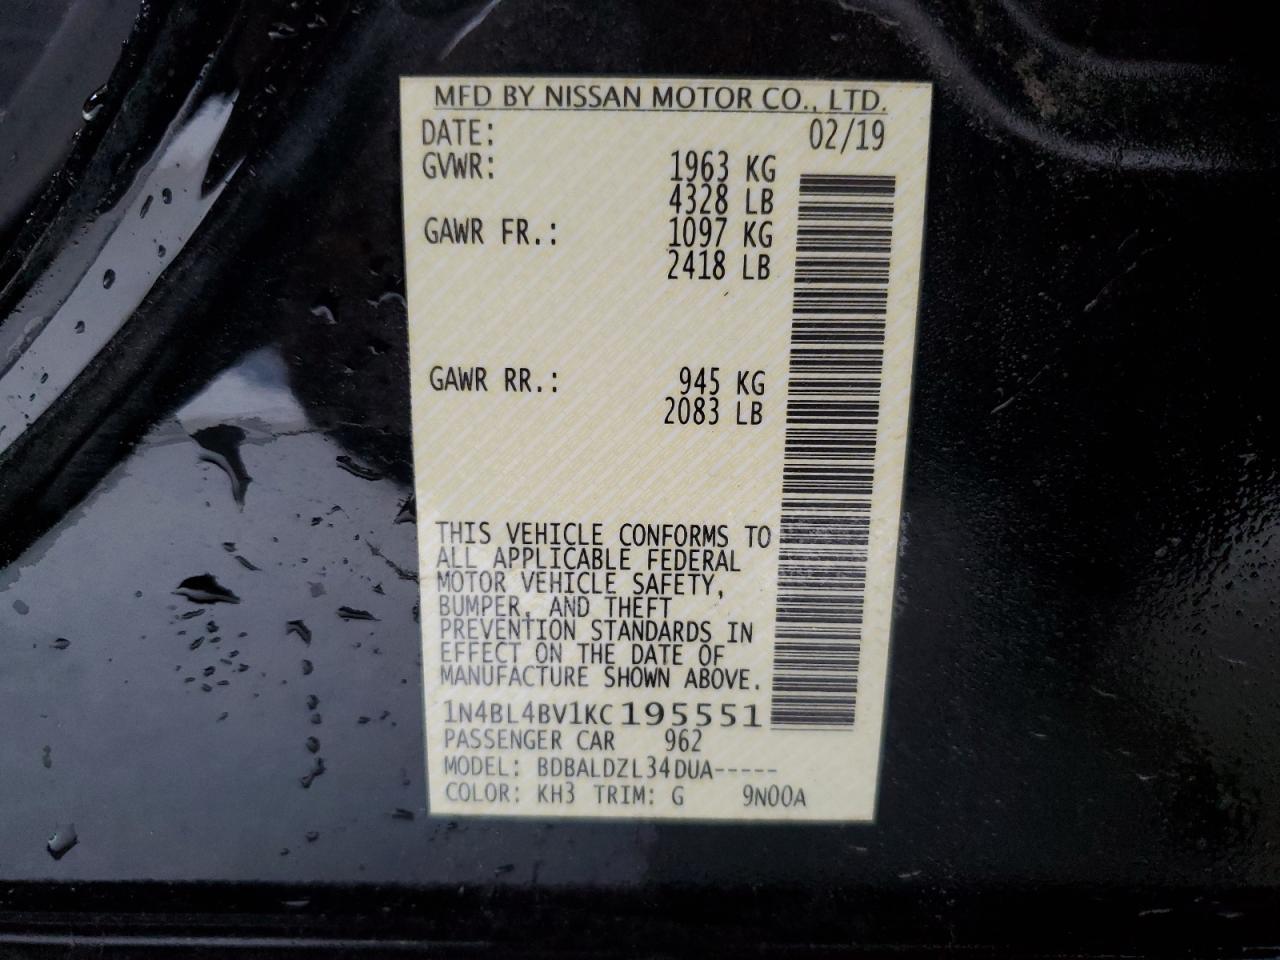 MFD BY NISSAN MOTOR CO., LTD.
DATE: 02/19
GVWR: 1963 KG
4328 LB
GAWR FR.: 1097 KG
2418 LB
GAWR RR.: 945 KG
2083 LB
THIS VEHICLE CONFORMS TO
ALL APPLICABLE FEDERAL
MOTOR VEHICLE SAFETY,
BUMPER, AND THEFT
PREVENTION STANDARDS IN
EFFECT ON THE DATE OF
MANUFACTURE SHOWN ABOVE.
1N4BL4BV1KC195551
PASSENGER CAR 962
MODEL: BDBALDZL34DUA-----
COLOR: KH3 TRIM: G 9N00A